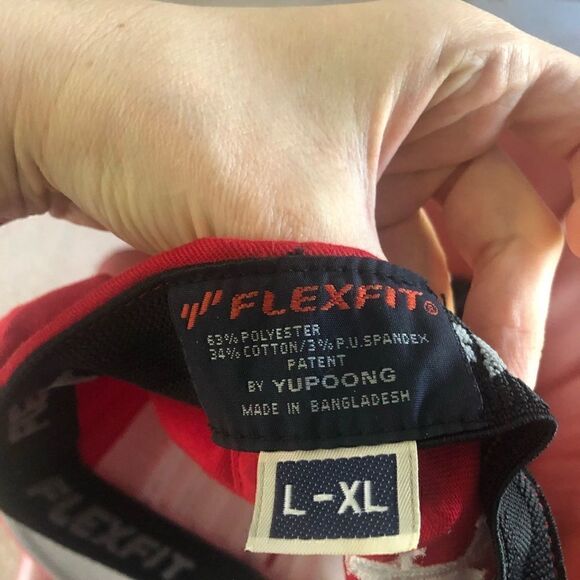 FLEXFIT®
63% POLYESTER
34% COTTON/3% P.U.SPANDEX
PATENT
BY YUPOONG
MADE IN BANGLADESH
L-XL
FLEXFIT